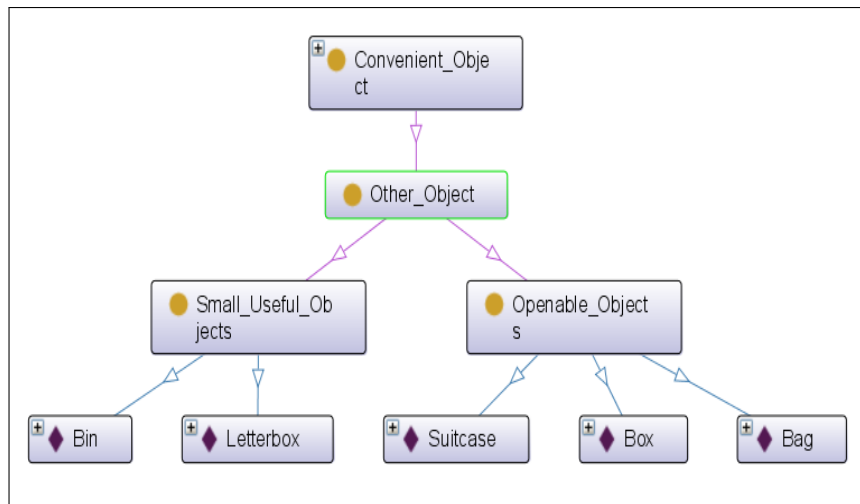 Convenient_Obje
ct
Other_Object
Small_Useful_Ob
jects
Openable_Object
s
Bin
Letterbox
Suitcase
Box
Bag